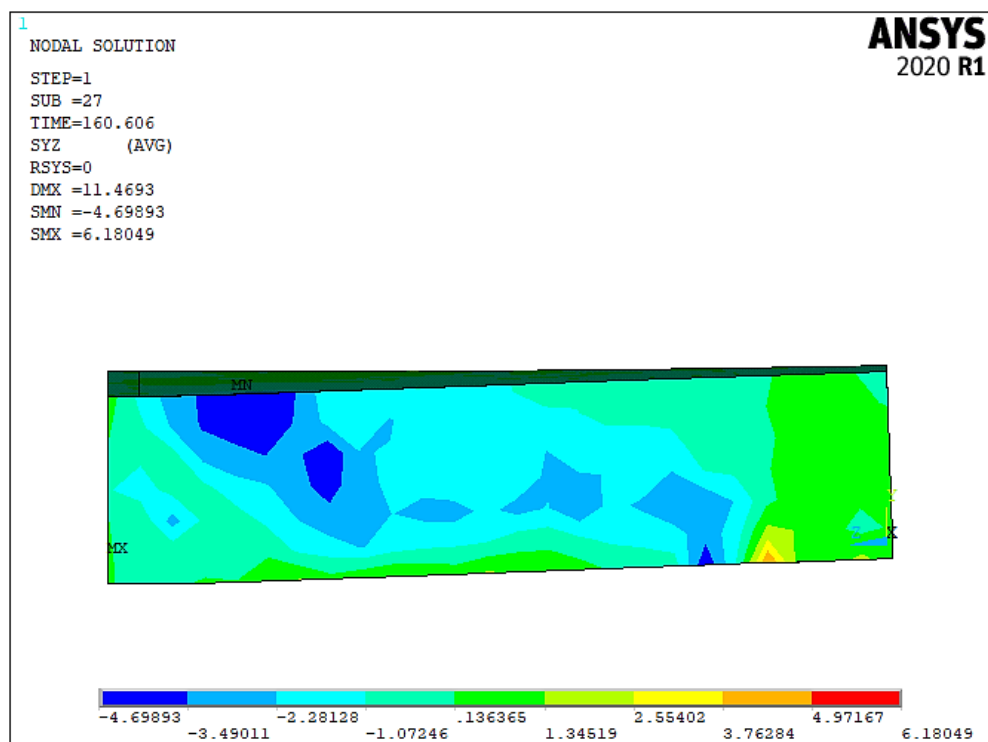 1
NODAL SOLUTION
STEP=1
SUB =27
TIME=160.606
SYZ (AVG)
RSYS=0
DMX =11.4693
SMN =-4.69893
SMX =6.18049
ANSYS
2020 R1
MN
MX
Y
Z X
-4.69893 -2.28128 .136365 2.55402 4.97167
-3.49011 -1.07246 1.34519 3.76284 6.18049